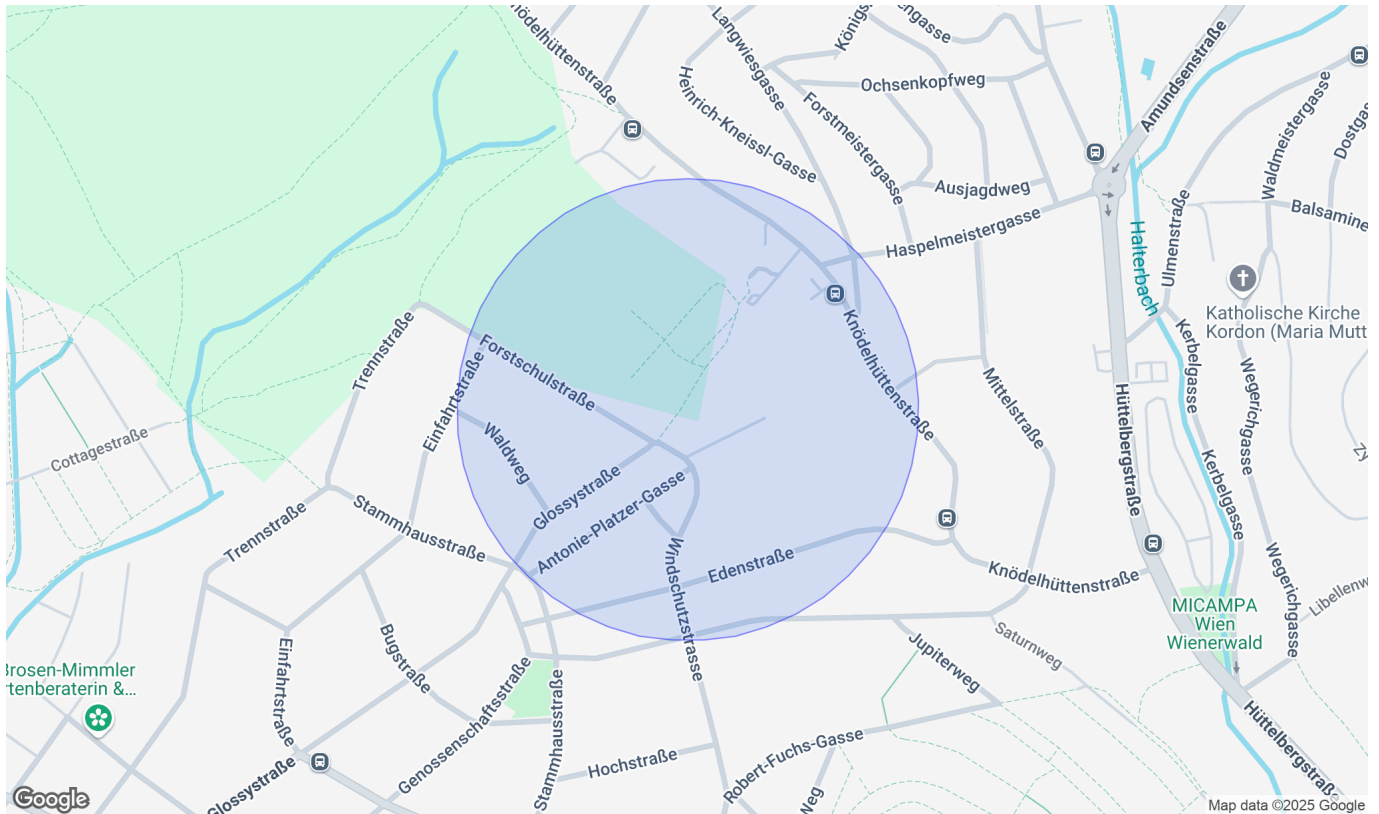 Knödelhüttenstraße
Langwiesgasse
Königs
engasse
Amundsenstraße
Heinrich-Kneissl-Gasse
Ochsenkopfweg
Forstmeistergasse
Waldmeistergasse
Dostgas
Ausjagdweg
Haspelmeistergasse
Balsamine
Halterbach
Ulmenstraße
Katholische Kirche
Kordon (Maria Mutt
Trennstraße
Forstschulstraße
Einfahrtstraße
Knödelhüttenstraße
Kerbelgasse
Wegerichgasse
Mittelstraße
Hüttelbergstraße
Cottagestraße
Waldweg
Glossystraße
Antonie-Platzer-Gasse
Kerbelgasse
Trennstraße
Stammhausstraße
Windschutzstrasse
Edenstraße
Knödelhüttenstraße
Wegerichgasse
Libellenw
MICAMPA
Wien
Wienerwald
Bugstraße
Einfahrtstraße
Saturnweg
Jupiterweg
Brosen-Mimmler
rtenberaterin &...
Genossenschaftsstraße
Stammhausstraße
Hochstraße
Robert-Fuchs-Gasse
Weg
Hüttelbergstraße
Glossystraße
Google
Map data ©2025 Google